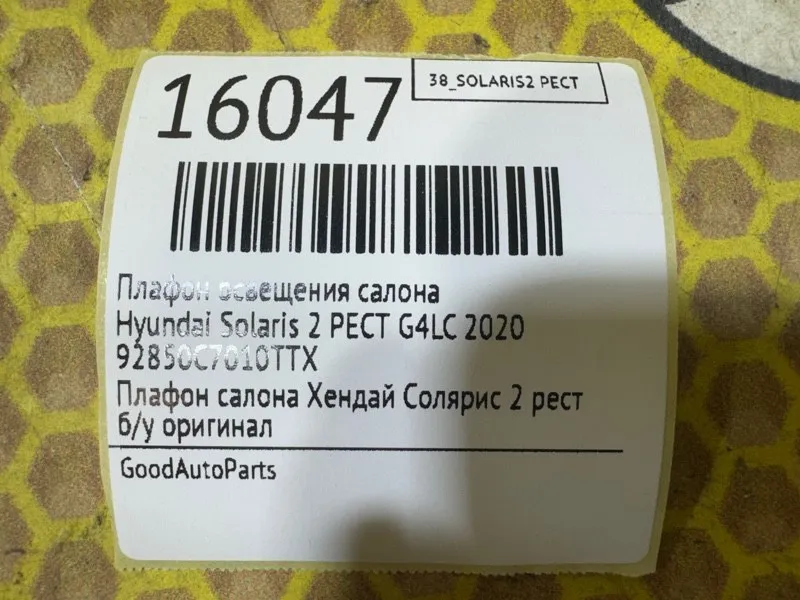 16047
38_SOLARIS2 РЕСТ
Плафон освещения салона
Hyundai Solaris 2 РЕСТ G4LC 2020
92850C7010TTX
Плафон салона Хендай Солярис 2 рест
б/у оригинал
GoodAutoParts